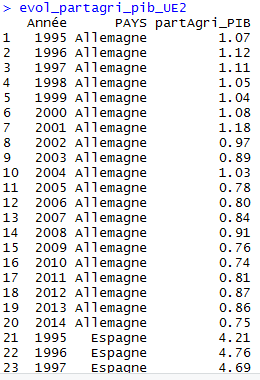 > evol_partagri_pib_UE2
Année PAYS partAgri_PIB
1 1995 Allemagne 1.07
2 1996 Allemagne 1.12
3 1997 Allemagne 1.11
4 1998 Allemagne 1.05
5 1999 Allemagne 1.04
6 2000 Allemagne 1.08
7 2001 Allemagne 1.18
8 2002 Allemagne 0.97
9 2003 Allemagne 0.89
10 2004 Allemagne 1.03
11 2005 Allemagne 0.78
12 2006 Allemagne 0.80
13 2007 Allemagne 0.84
14 2008 Allemagne 0.91
15 2009 Allemagne 0.76
16 2010 Allemagne 0.74
17 2011 Allemagne 0.81
18 2012 Allemagne 0.87
19 2013 Allemagne 0.86
20 2014 Allemagne 0.75
21 1995 Espagne 4.21
22 1996 Espagne 4.76
23 1997 Espagne 4.69